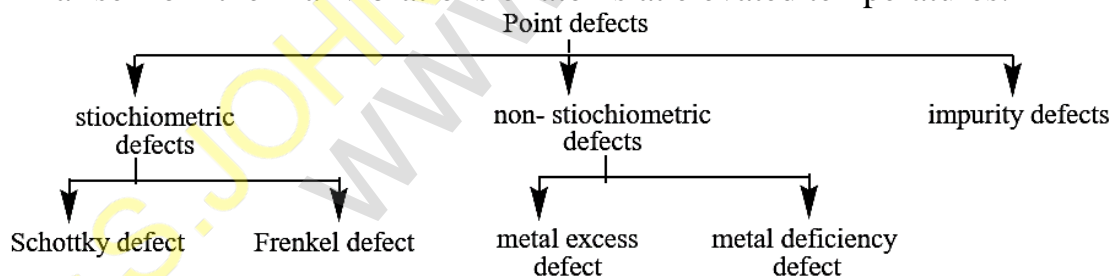 Point defects
stiochiometric
defects
non- stiochiometric
defects
impurity defects
Schottky defect
Frenkel defect
metal excess
defect
metal deficiency
defect